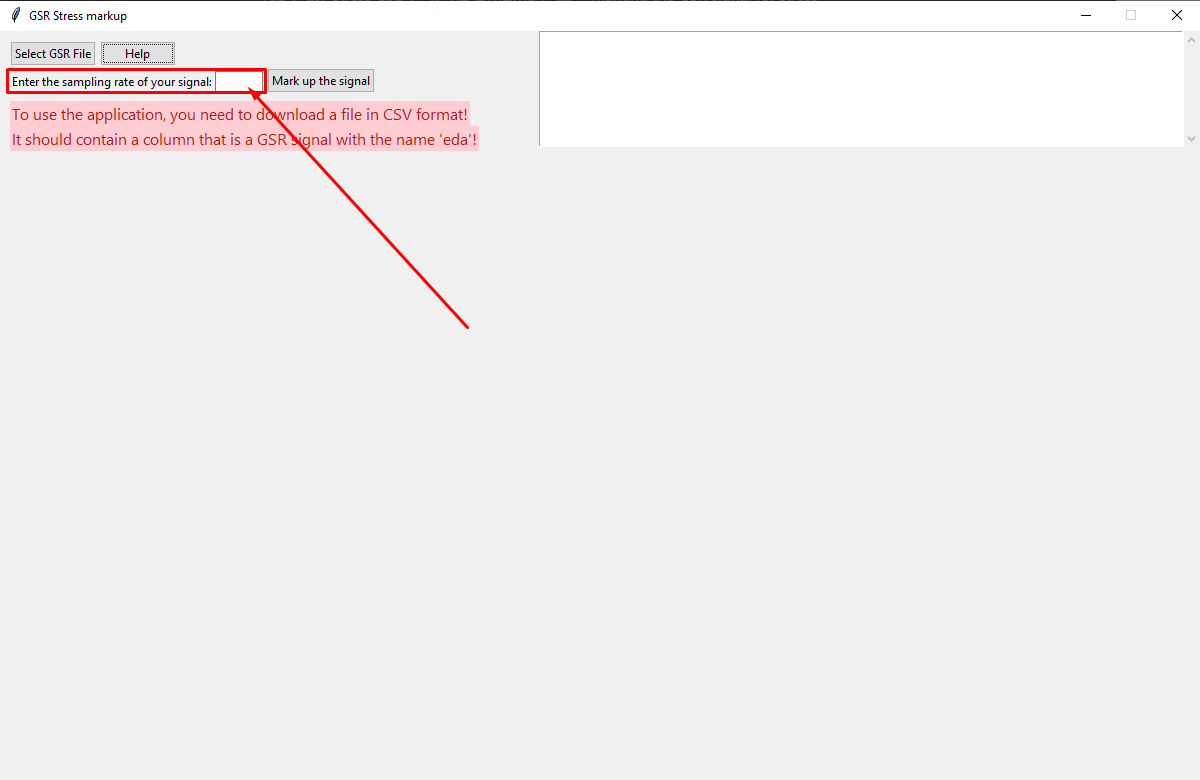 GSR Stress markup
Select GSR File Help
Enter the sampling rate of your signal: Mark up the signal
To use the application, you need to download a file in CSV format!
It should contain a column that is a GSR signal with the name 'eda'!